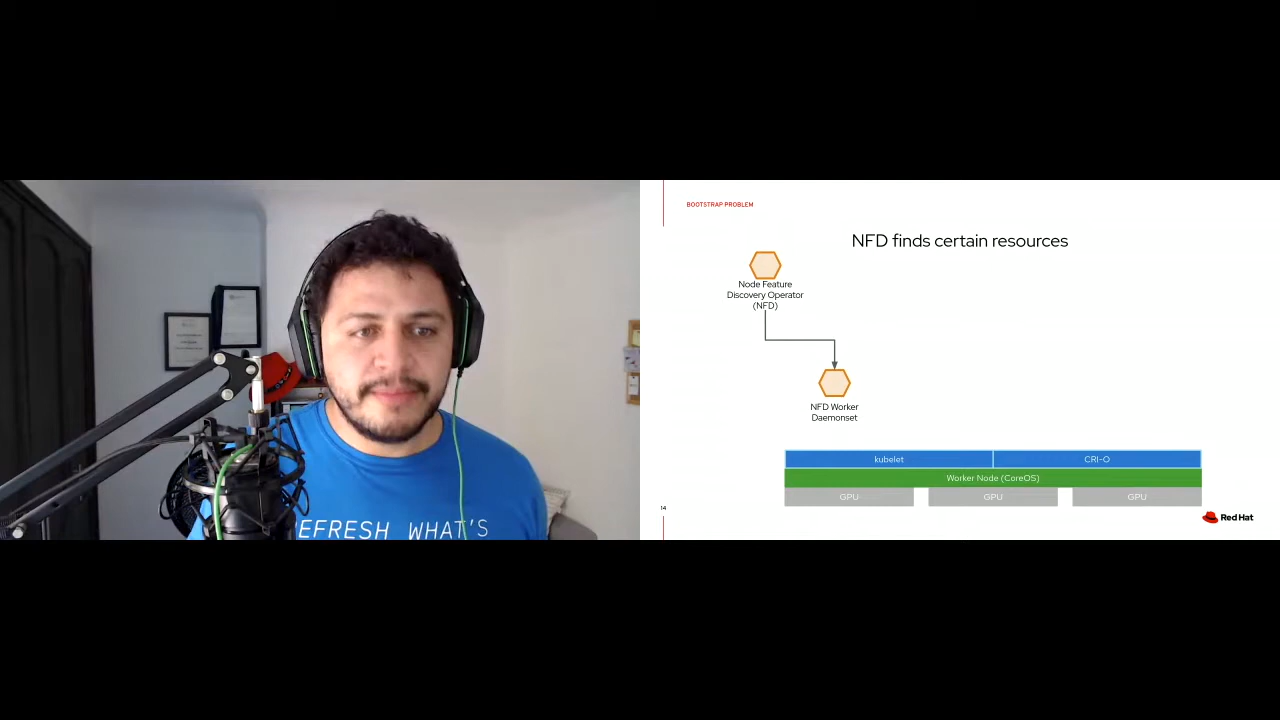 REFRESH WHAT'S
BOOTSTRAP PROBLEM
NFD finds certain resources
Node Feature
Discovery Operator
(NFD)
NFD Worker
Daemonset
kubelet
CRI-O
Worker Node (CoreOS)
GPU
GPU
GPU
14
Red Hat